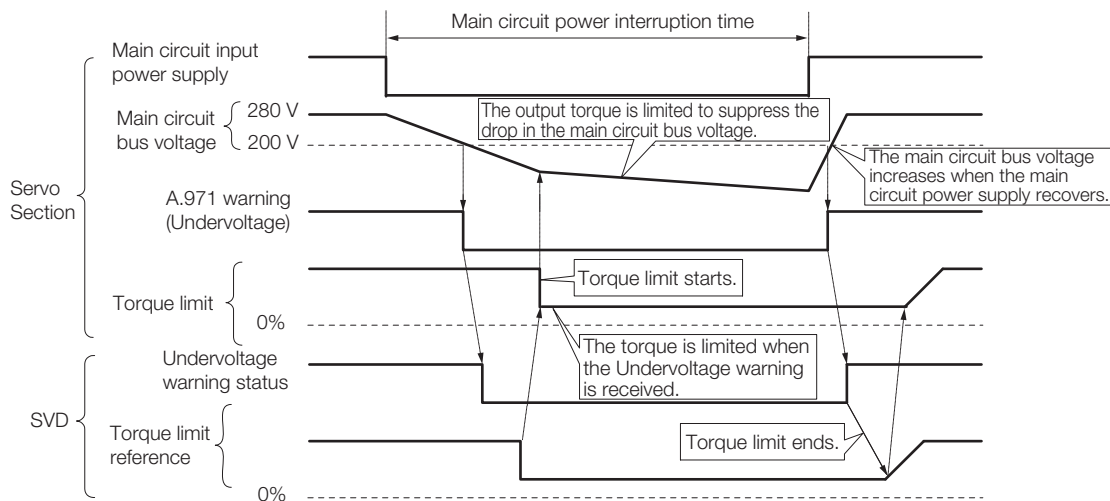 Main circuit power interruption time
Main circuit input
power supply
Main circuit
bus voltage
280 V
200 V
The output torque is limited to suppress the
drop in the main circuit bus voltage.
The main circuit bus voltage
increases when the main
circuit power supply recovers.
Servo
Section
A.971 warning
(Undervoltage)
Torque limit
0%
Torque limit starts.
The torque is limited when
the Undervoltage warning
is received.
Undervoltage
warning status
SVD
Torque limit
reference
Torque limit ends.
0%